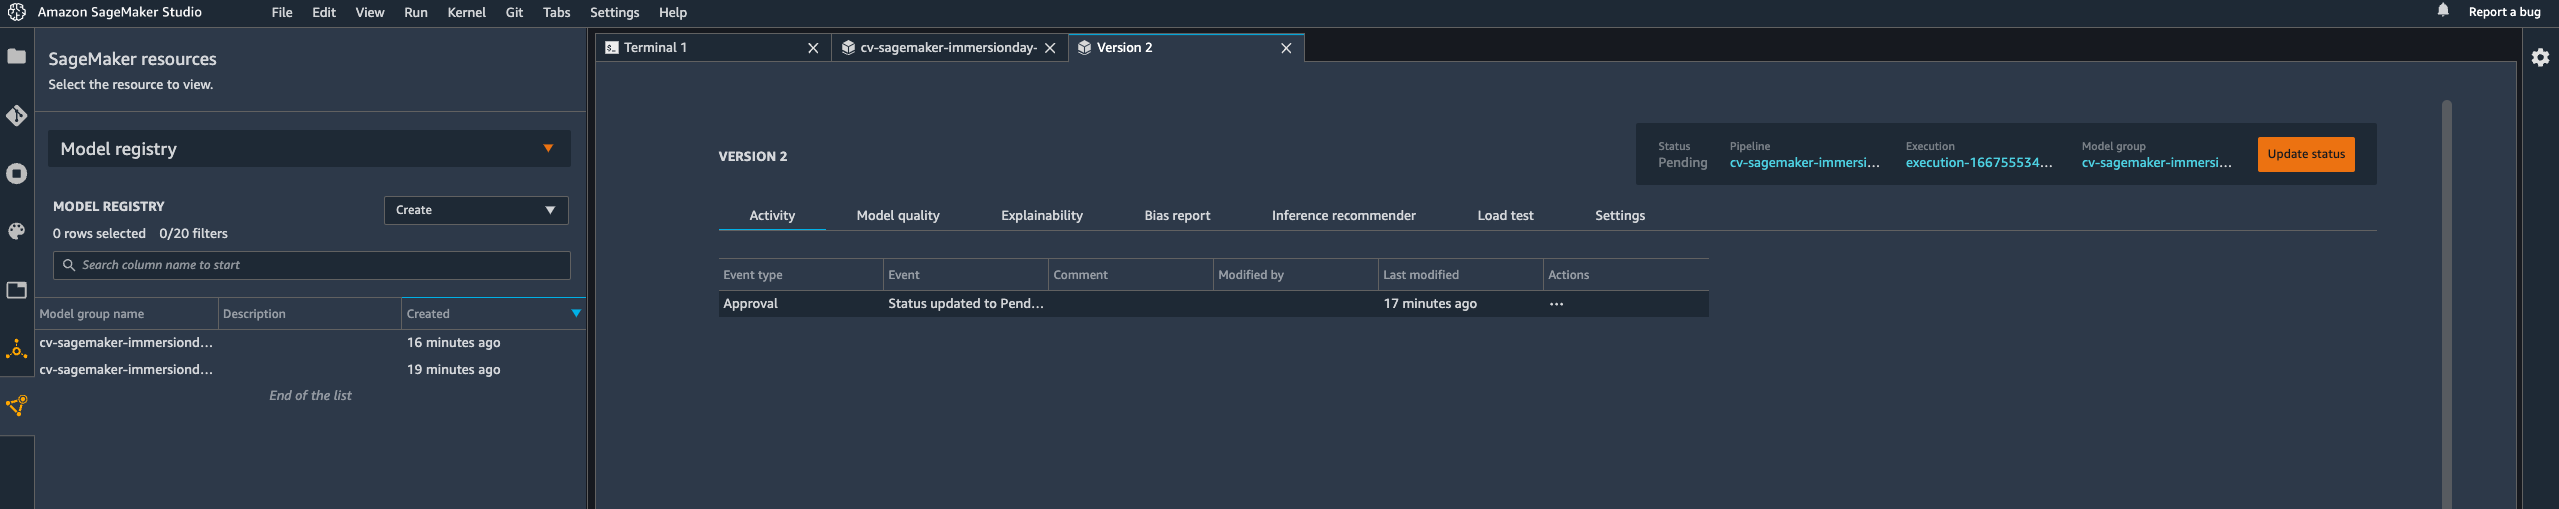 Amazon SageMaker Studio File Edit View Run Kernel Git Tabs Settings Help Report a bug
SageMaker resources
Select the resource to view.
Model registry
MODEL REGISTRY Create
0 rows selected 0/20 filters
Search column name to start
Model group name Description Created
cv-sagemaker-immersiond... 16 minutes ago
cv-sagemaker-immersiond... 19 minutes ago
End of the list
$_ Terminal 1 cv-sagemaker-immersionday- Version 2
VERSION 2
Status Pipeline Execution Model group
Pending cv-sagemaker-immersi... execution-166755534... cv-sagemaker-immersi...
Update status
Activity Model quality Explainability Bias report Inference recommender Load test Settings
Event type Event Comment Modified by Last modified Actions
Approval Status updated to Pend... 17 minutes ago ...